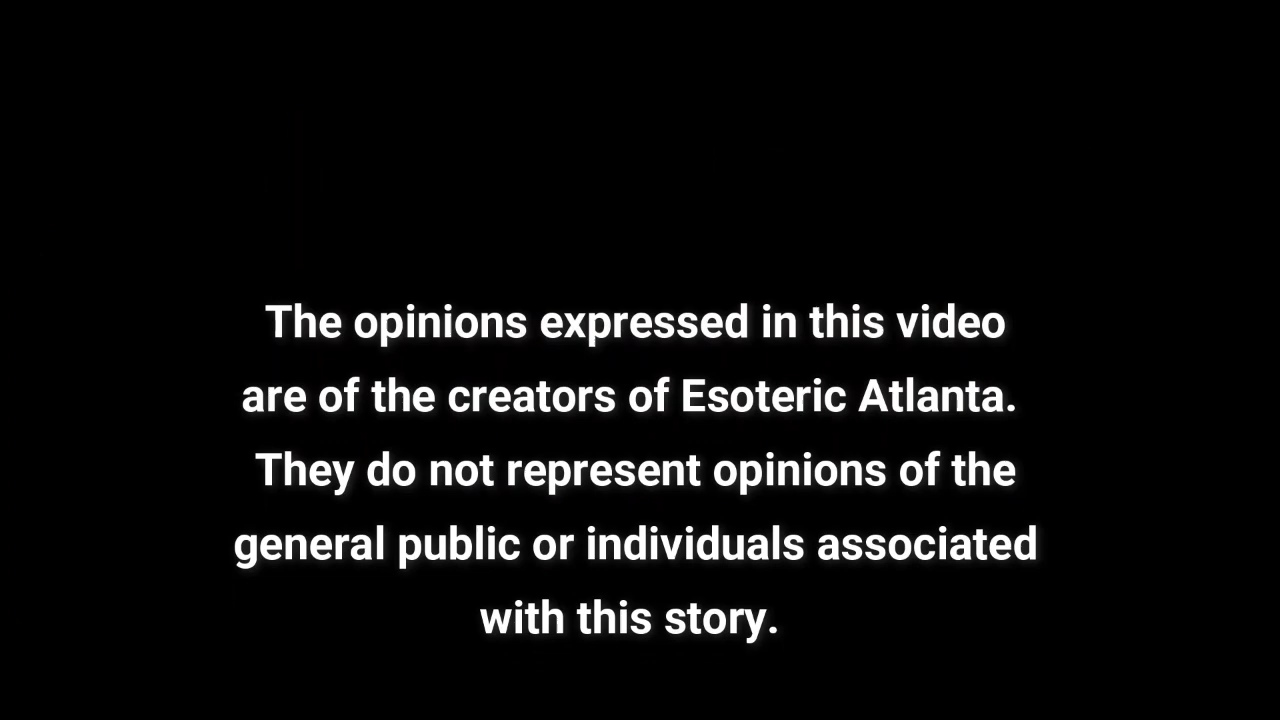 The opinions expressed in this video
are of the creators of Esoteric Atlanta.
They do not represent opinions of the
general public or individuals associated
with this story.